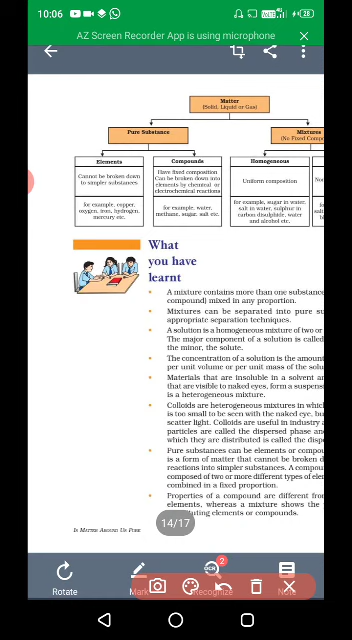 10:06
28
AZ Screen Recorder App is using microphone
Matter
(Solid, Liquid or Gas)
Pure Substance
Mixtures
(No Fixed Comp
Elements
Compounds
Homogeneous
Cannot be broken down
to simpler substances
Have fixed composition
Can be broken down into
elements by chemical or
electrochemical reactions
Uniform composition
for example, copper,
oxygen, iron, hydrogen,
mercury etc.
for example, water,
methane, sugar, salt etc.
for example, sugar in water,
salt in water, sulphur in
carbon disulphide, water
and alcohol etc.
What
you have
learnt
• A mixture contains more than one substance
compound) mixed in any proportion.
• Mixtures can be separated into pure su
appropriate separation techniques.
• A solution is a homogeneous mixture of two or
The major component of a solution is called
the minor, the solute.
• The concentration of a solution is the amount
per unit volume or per unit mass of the solu
• Materials that are insoluble in a solvent an
that are visible to naked eyes, form a suspens
is a heterogeneous mixture.
• Colloids are heterogeneous mixtures in which
is too small to be seen with the naked eye, bu
scatter light. Colloids are useful in industry a
particles are called the dispersed phase an
which they are distributed is called the dispe
• Pure substances can be elements or compou
is a form of matter that cannot be broken d
reactions into simpler substances. A compou
composed of two or more different types of ele
combined in a fixed proportion.
• Properties of a compound are different fro
elements, whereas a mixture shows the
uting elements or compounds.
14/17
IN MATTER AROUND US PURE
2
Rotate
Mark
Recognize
Note